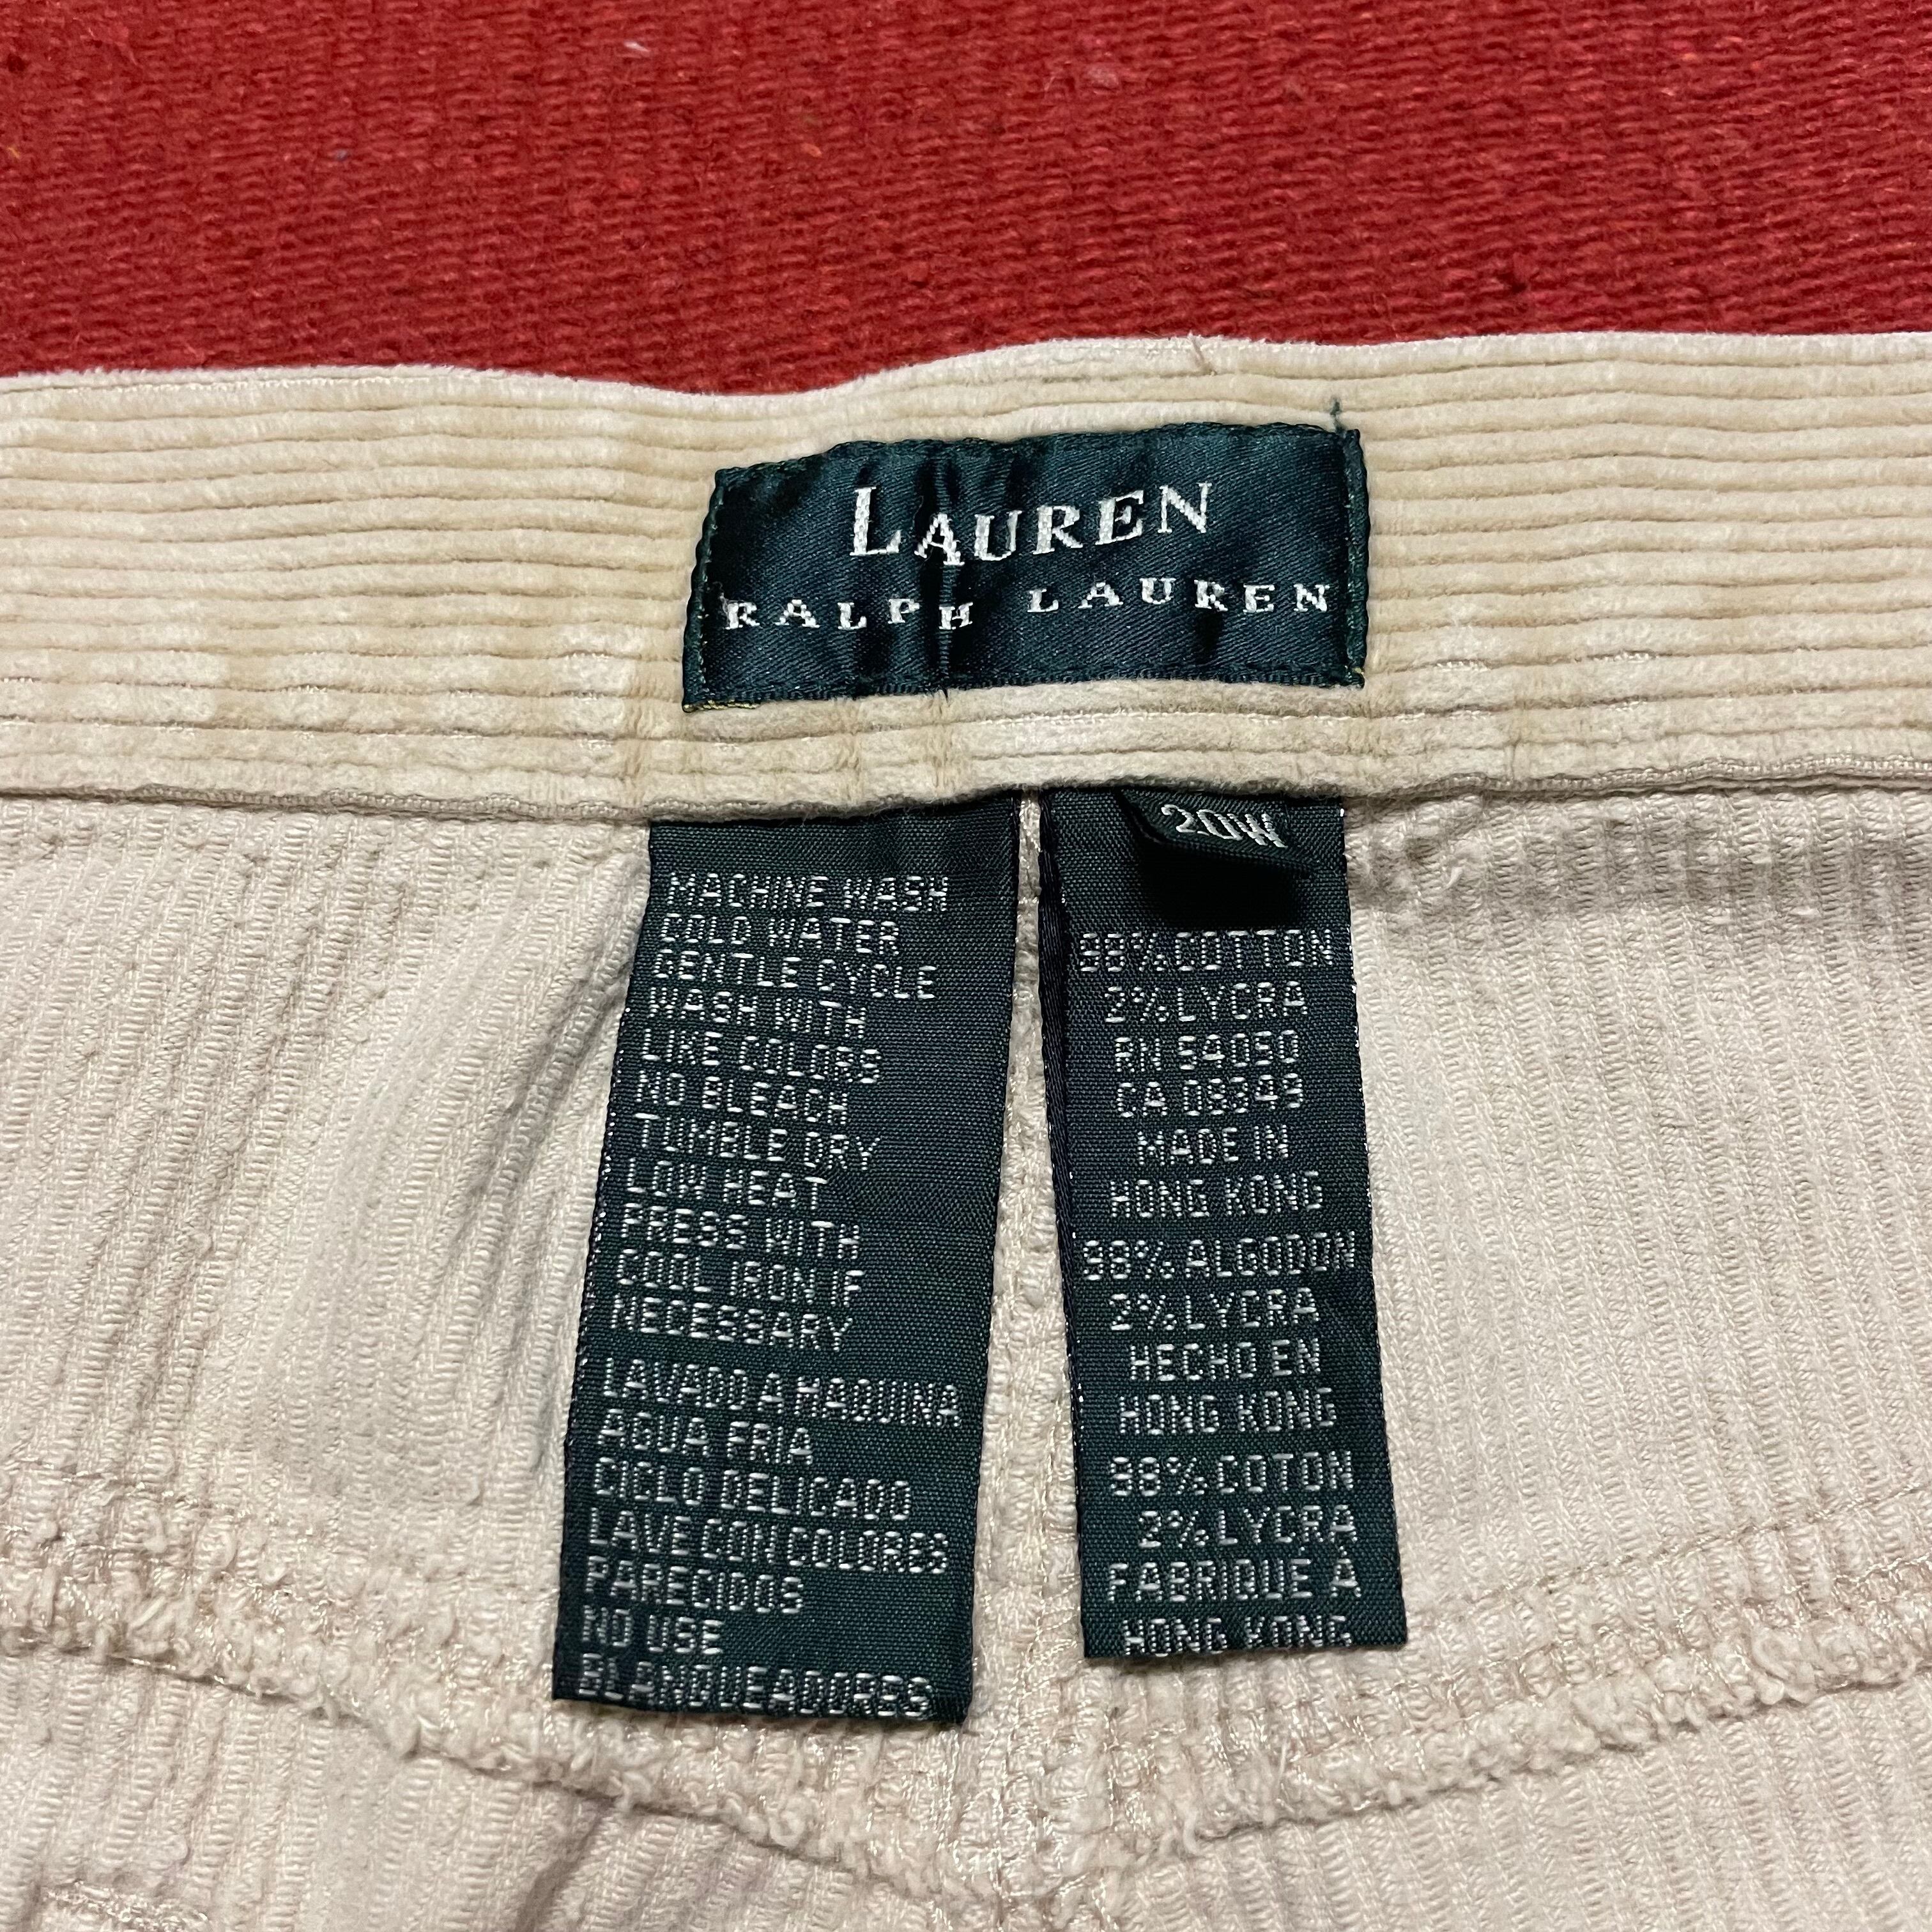 LAUREN
RALPH LAUREN
20W
MACHINE WASH
COLD WATER
GENTLE CYCLE
WASH WITH
LIKE COLORS
NO BLEACH
TUMBLE DRY
LOW HEAT
PRESS WITH
COOL IRON IF
NECESSARY
LAVADO A MAQUINA
AGUA FRIA
CICLO DELICADO
LAVE CON COLORES
PARECIDOS
NO USE
BLANQUEADORES
98% COTTON
2% LYCRA
RN 54050
CA 08349
MADE IN
HONG KONG
98% ALGODON
2% LYCRA
HECHO EN
HONG KONG
98% COTON
2% LYCRA
FABRIQUE A
HONG KONG